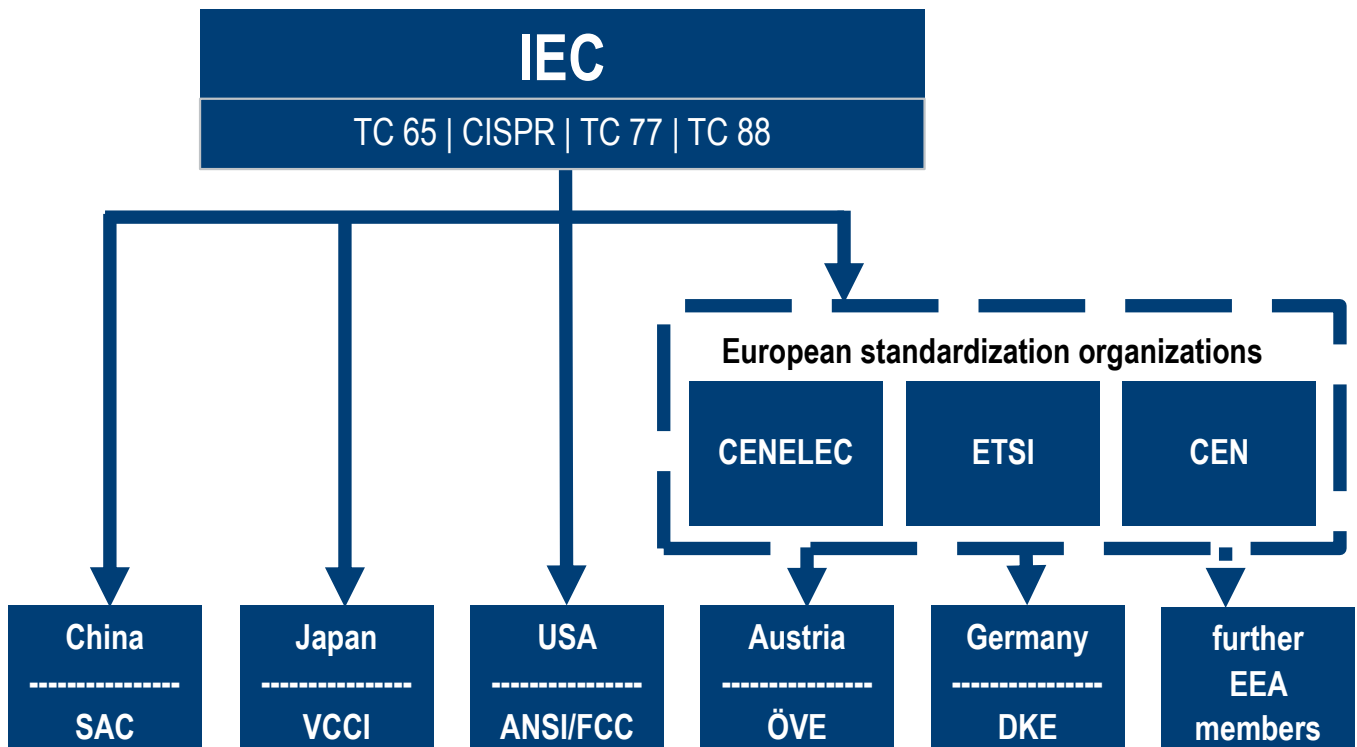 IEC
TC 65 | CISPR | TC 77 | TC 88
European standardization organizations
CENELEC
ETSI
CEN
China
----------------
SAC
Japan
----------------
VCCI
USA
----------------
ANSI/FCC
Austria
----------------
ÖVE
Germany
----------------
DKE
further
EEA
members